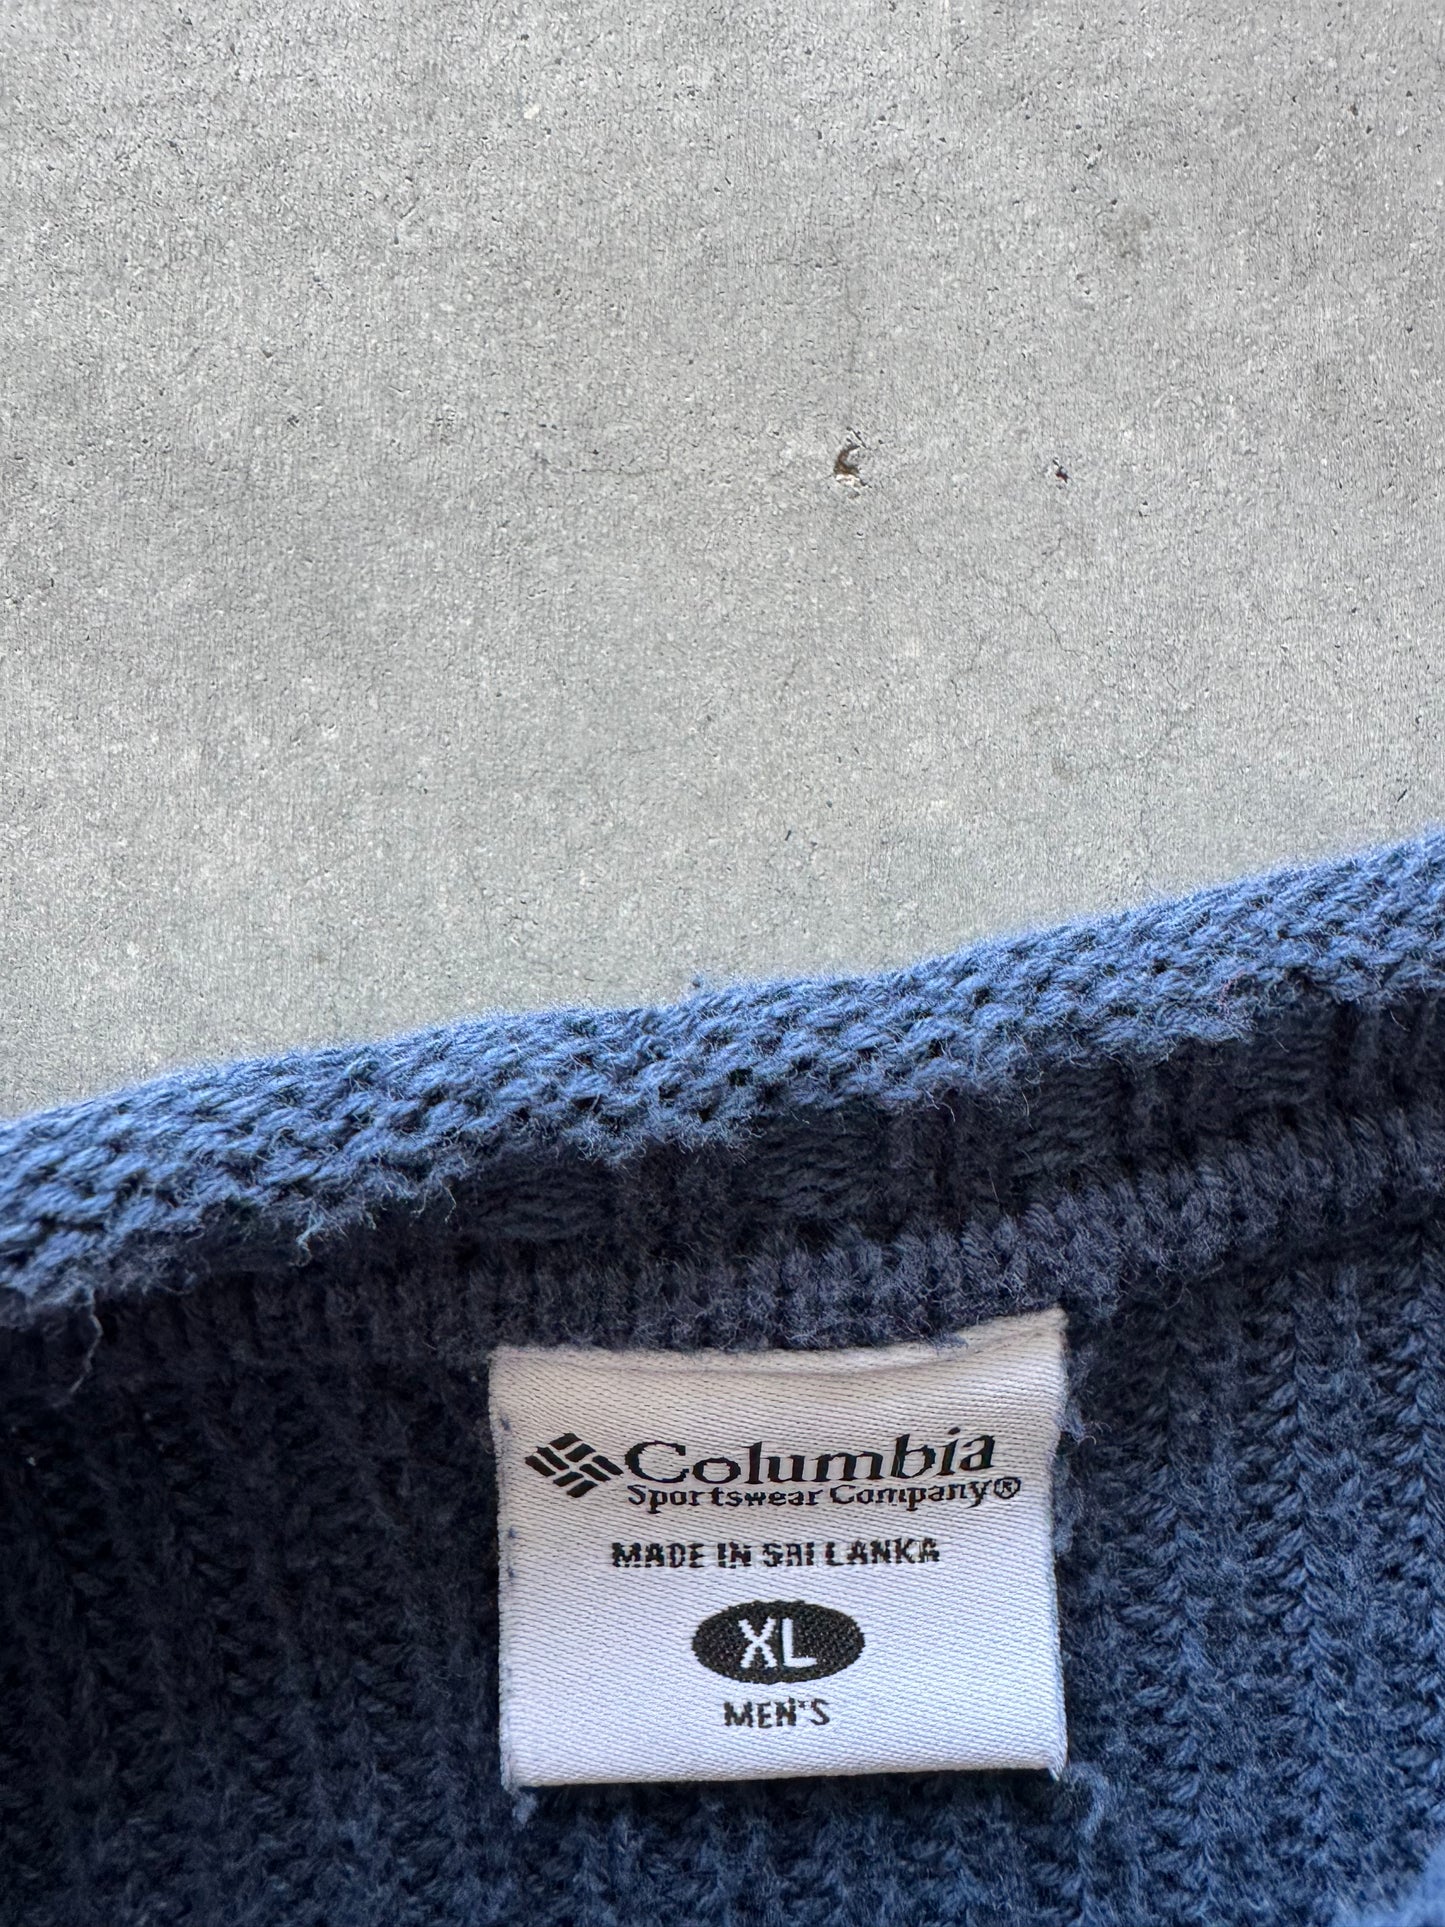 Columbia
Sportswear Company®
MADE IN SRI LANKA
XL
MEN'S